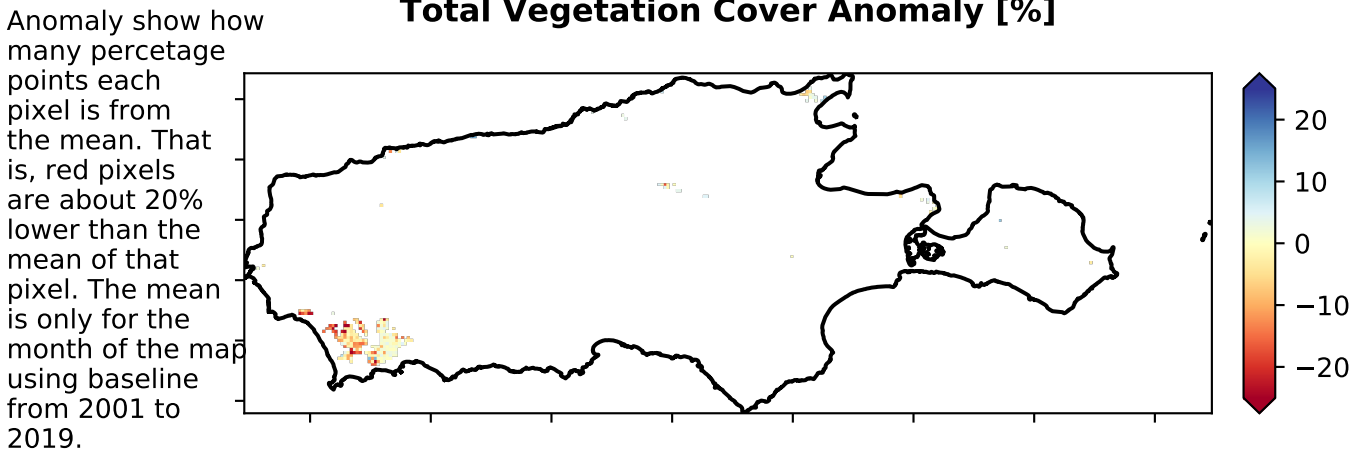 Total Vegetation Cover Anomaly [%]
Anomaly show how
many percetage
points each
pixel is from
the mean. That
is, red pixels
are about 20%
lower than the
mean of that
pixel. The mean
is only for the
month of the map
using baseline
from 2001 to
2019.
20
10
0
−10
−20